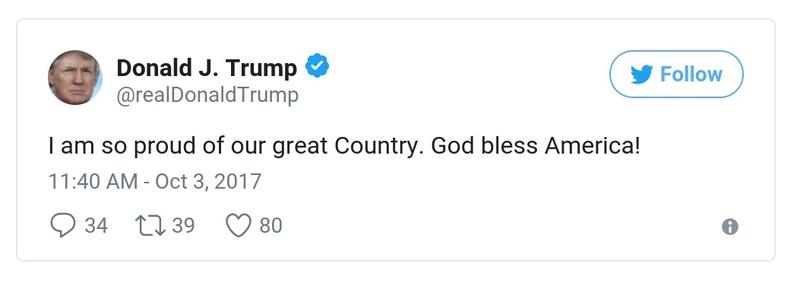 Donald J. Trump
@realDonaldTrump
Follow
I am so proud of our great Country. God bless America!
11:40 AM - Oct 3, 2017
34 39 80